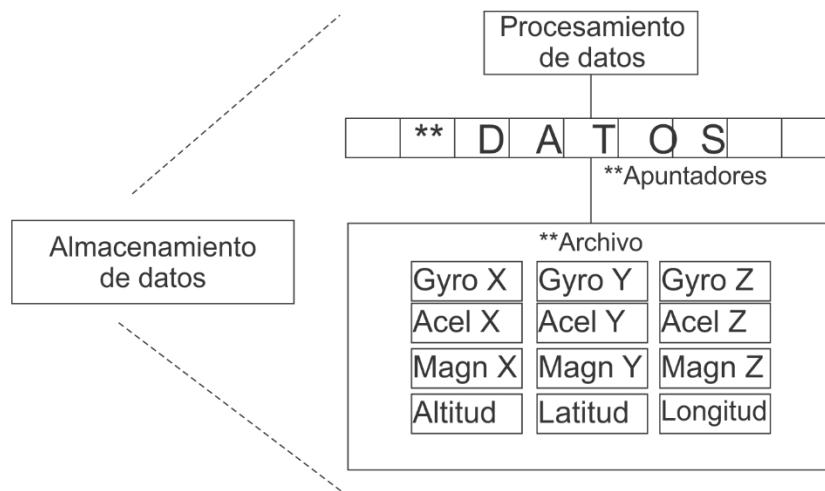 Procesamiento
de datos
** D A T O S
**Apuntadores
Almacenamiento
de datos
**Archivo
Gyro X Gyro Y Gyro Z
Acel X Acel Y Acel Z
Magn X Magn Y Magn Z
Altitud Latitud Longitud